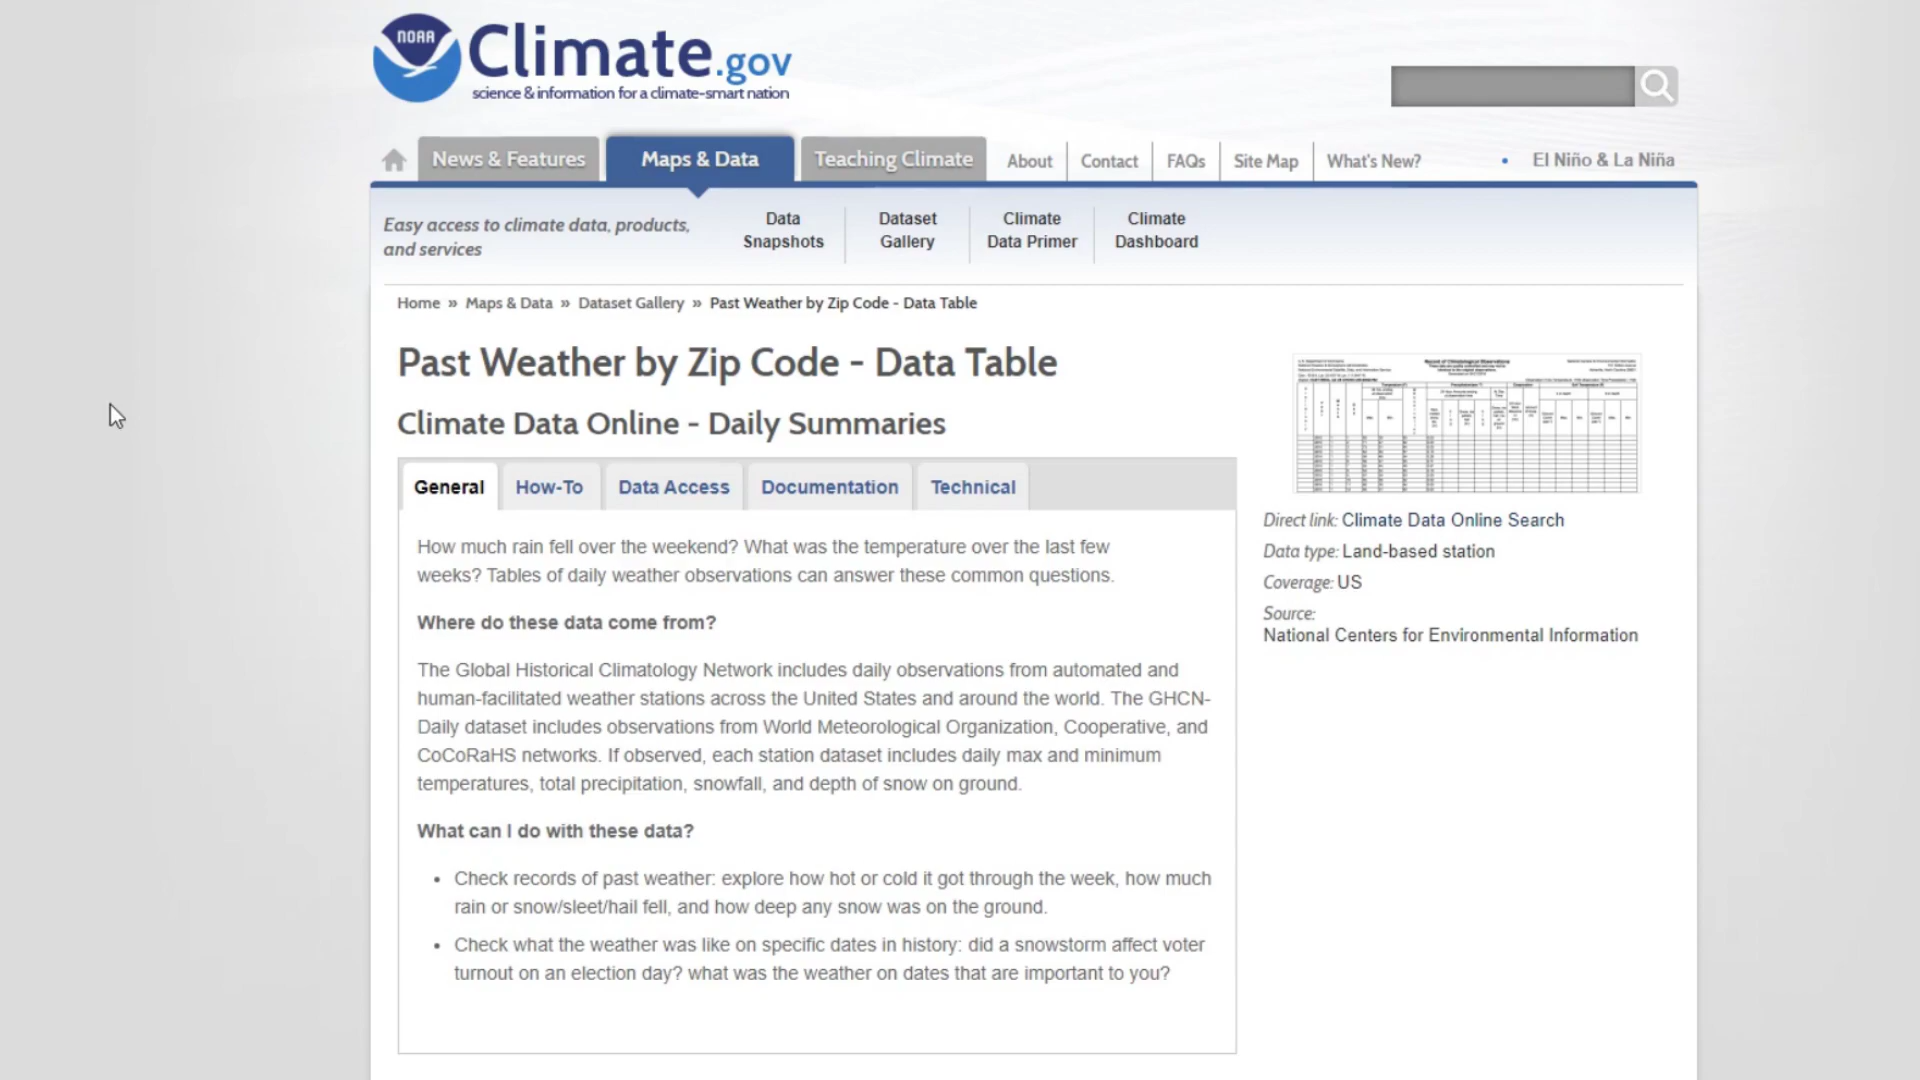 NOAA
Climate.gov
science & information for a climate-smart nation
News & Features
Maps & Data
Teaching Climate
About
Contact
FAQs
Site Map
What's New?
• El Niño & La Niña
Easy access to climate data, products,
and services
Data
Snapshots
Dataset
Gallery
Climate
Data Primer
Climate
Dashboard
Home » Maps & Data » Dataset Gallery » Past Weather by Zip Code - Data Table
Past Weather by Zip Code - Data Table
Climate Data Online - Daily Summaries
General
How-To
Data Access
Documentation
Technical
How much rain fell over the weekend? What was the temperature over the last few
weeks? Tables of daily weather observations can answer these common questions.
Where do these data come from?
The Global Historical Climatology Network includes daily observations from automated and
human-facilitated weather stations across the United States and around the world. The GHCN-
Daily dataset includes observations from World Meteorological Organization, Cooperative, and
CoCoRaHS networks. If observed, each station dataset includes daily max and minimum
temperatures, total precipitation, snowfall, and depth of snow on ground.
What can I do with these data?
• Check records of past weather: explore how hot or cold it got through the week, how much
rain or snow/sleet/hail fell, and how deep any snow was on the ground.
• Check what the weather was like on specific dates in history: did a snowstorm affect voter
turnout on an election day? what was the weather on dates that are important to you?
Record of Climatological Observations
Direct link: Climate Data Online Search
Data type: Land-based station
Coverage: US
Source:
National Centers for Environmental Information